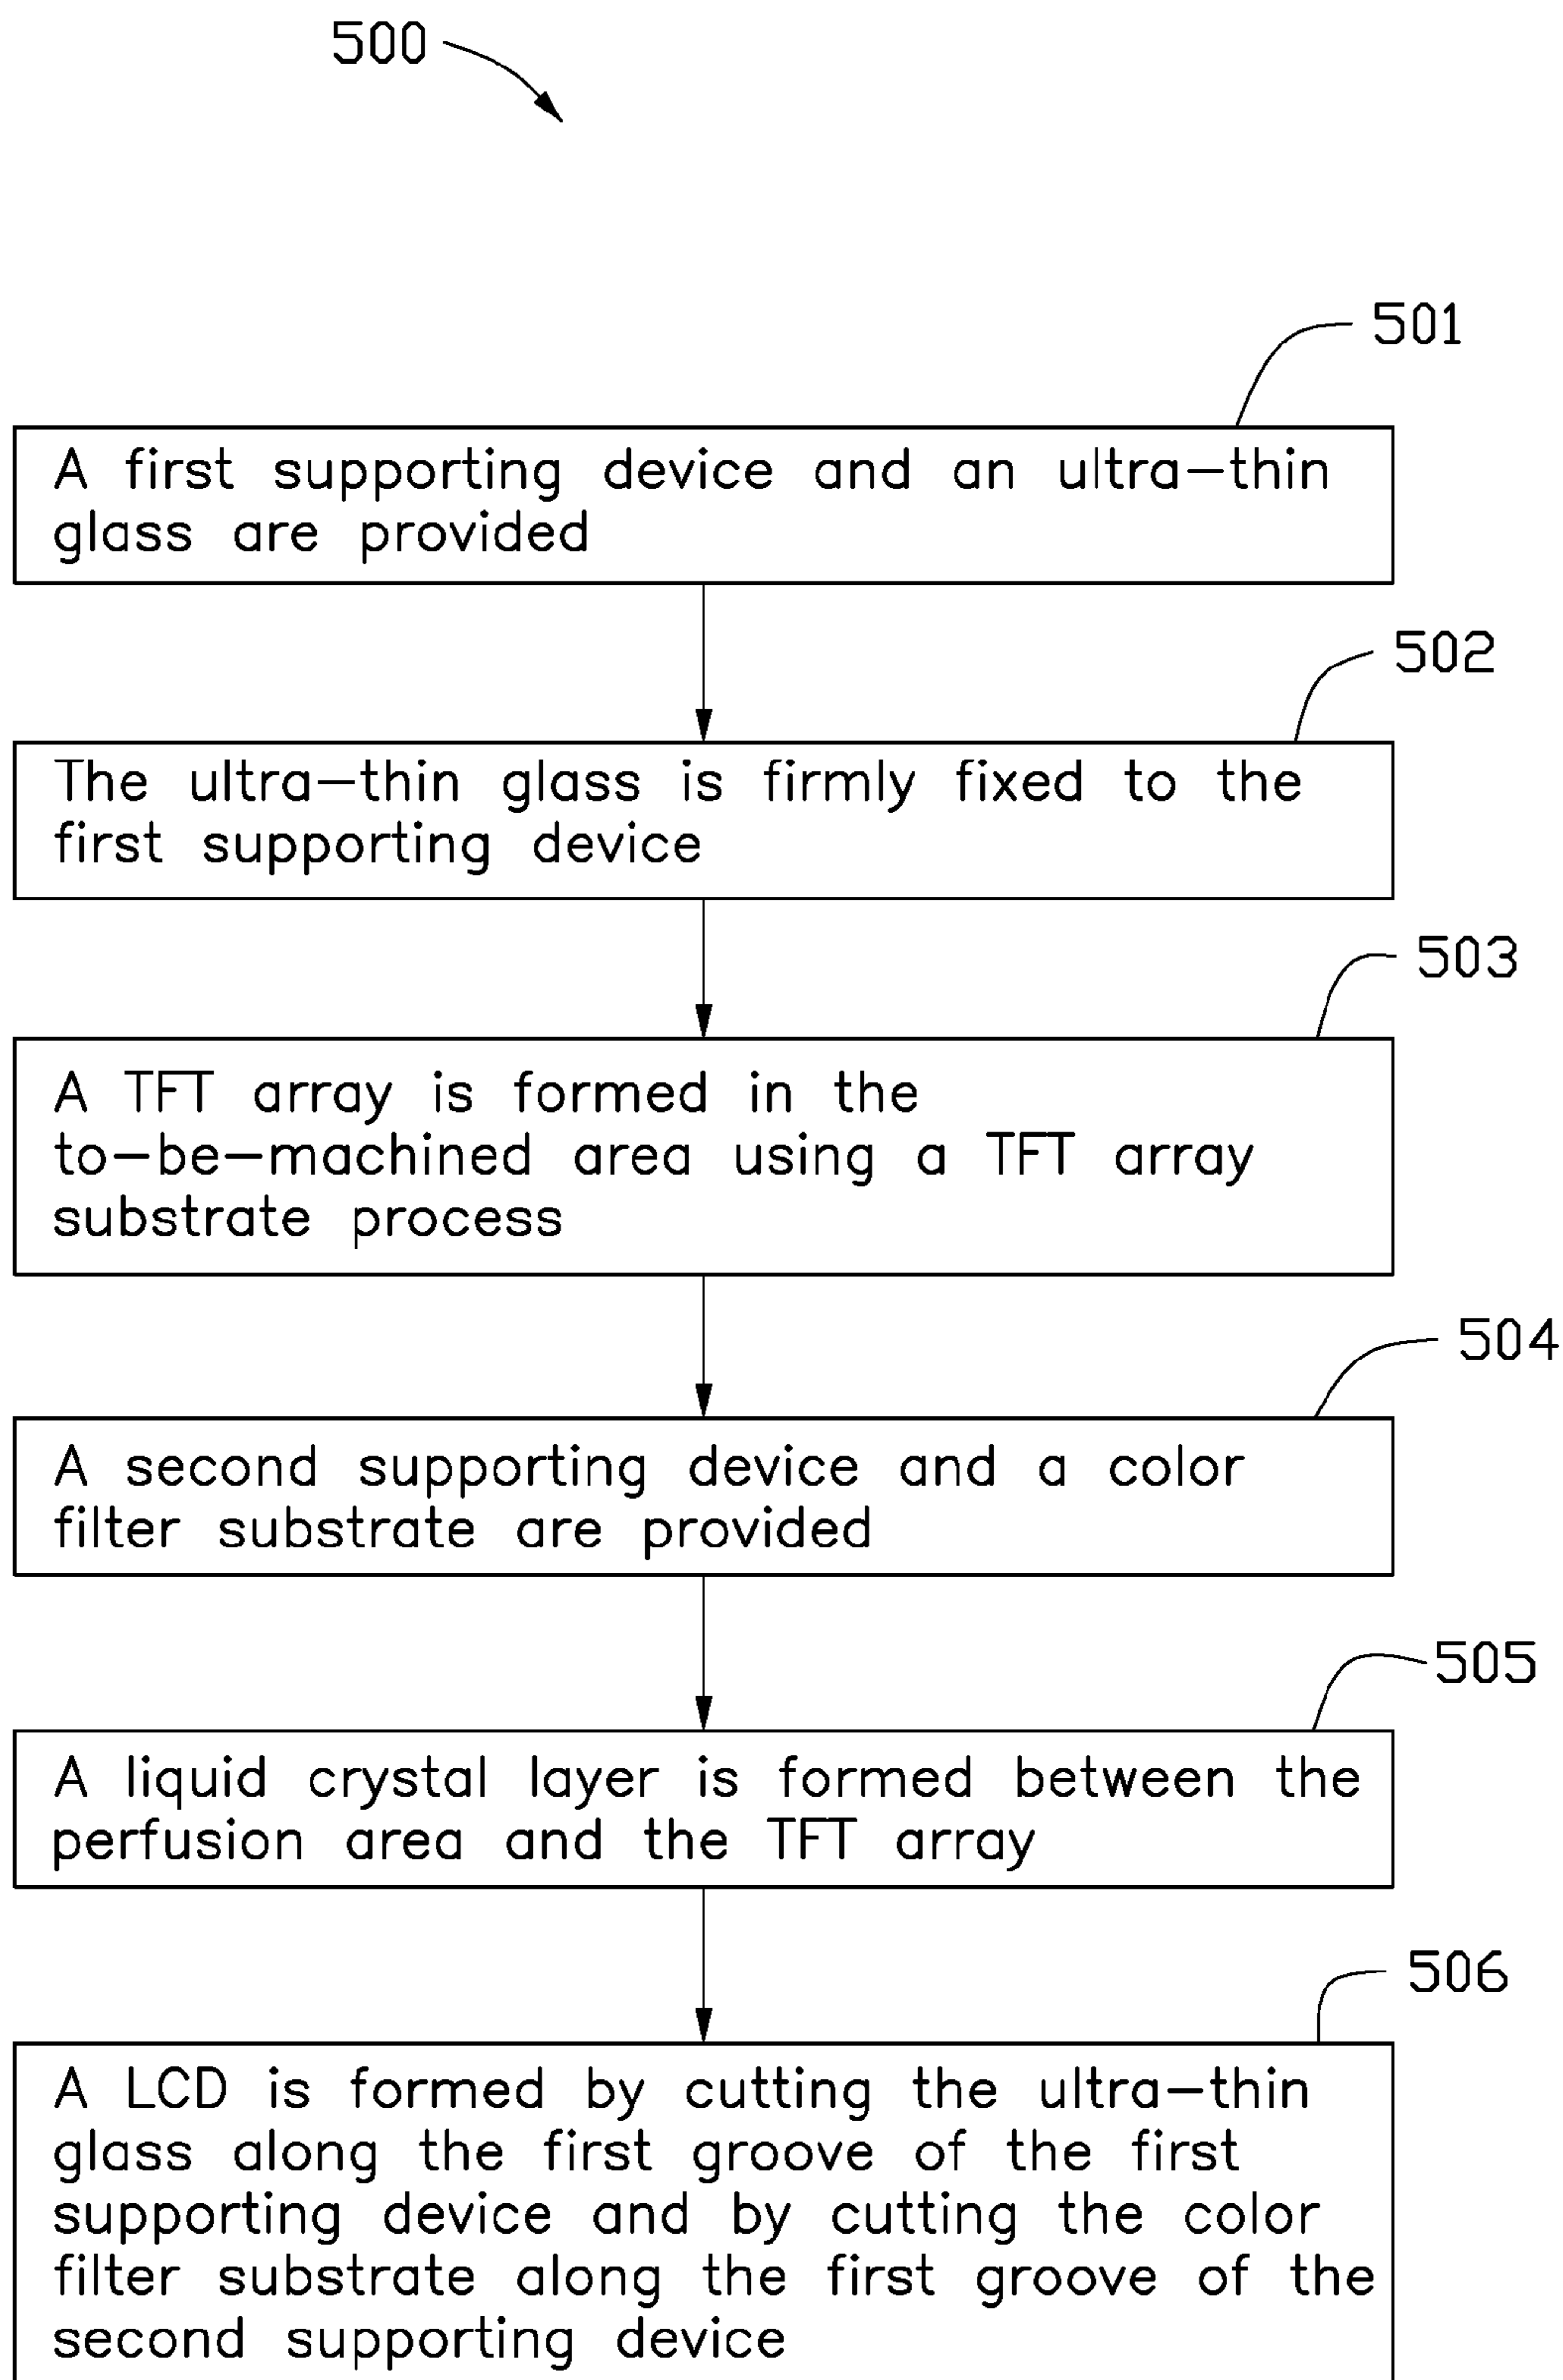 500
501
A first supporting device and an ultra-thin
glass are provided
502
The ultra-thin glass is firmly fixed to the
first supporting device
503
A TFT array is formed in the
to-be-machined area using a TFT array
substrate process
504
A second supporting device and a color
filter substrate are provided
505
A liquid crystal layer is formed between the
perfusion area and the TFT array
506
A LCD is formed by cutting the ultra-thin
glass along the first groove of the first
supporting device and by cutting the color
filter substrate along the first groove of the
second supporting device